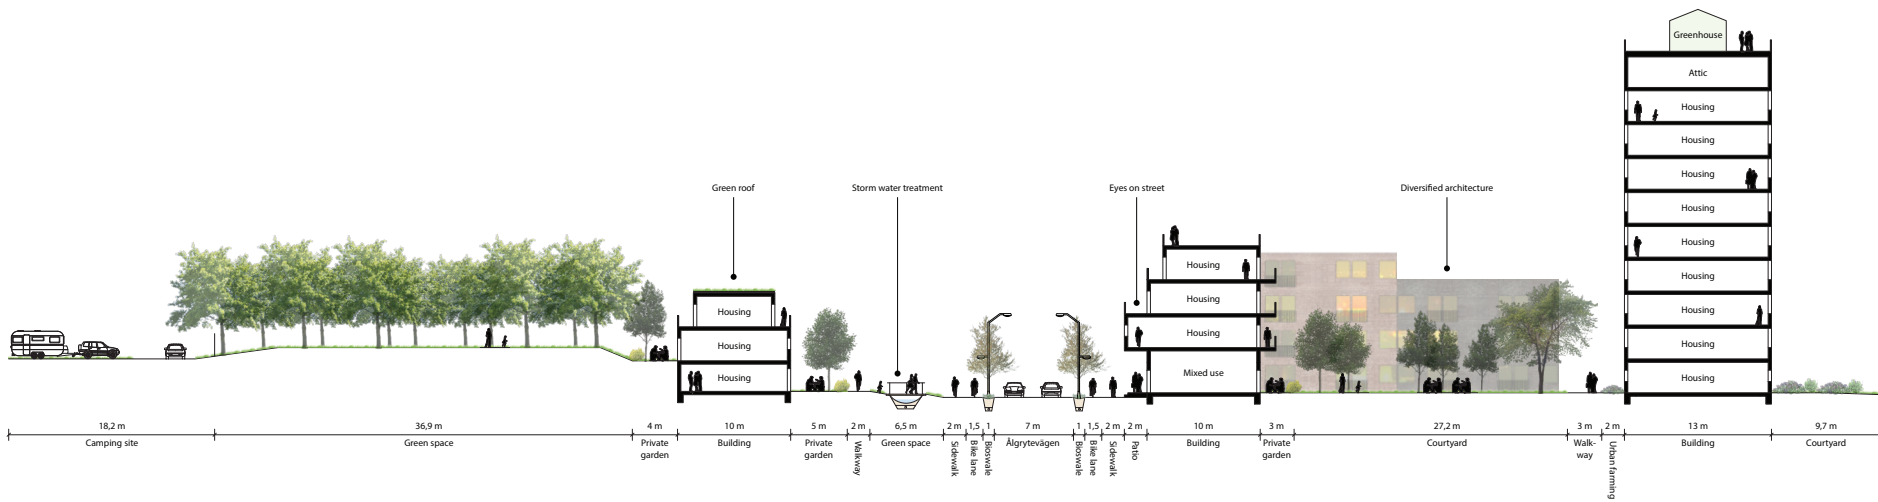 Greenhouse
Attic
Housing
Housing
Housing
Housing
Housing
Housing
Housing
Housing
Housing
Green roof
Storm water treatment
Eyes on street
Diversified architecture
Housing
Housing
Housing
Housing
Housing
Housing
Mixed use
18,2 m
36,9 m
4 m
10 m
5 m
2 m
6,5 m
2 m
1,5
1
7 m
1
1,5
2 m
2 m
10 m
3 m
27,2 m
3 m
2 m
13 m
9,7 m
Camping site
Green space
Private
garden
Building
Private
garden
Walkway
Green space
Sidewalk
Bike lane
Bioswale
Ålgrytevägen
Bioswale
Bike lane
Sidewalk
Patio
Building
Private
garden
Courtyard
Walk-
way
Urban farming
Building
Courtyard